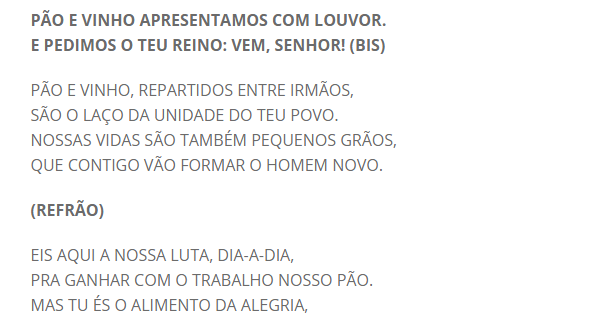 PÃO E VINHO APRESENTAMOS COM LOUVOR.
E PEDIMOS O TEU REINO: VEM, SENHOR! (BIS)
PÃO E VINHO, REPARTIDOS ENTRE IRMÃOS,
SÃO O LAÇO DA UNIDADE DO TEU POVO.
NOSSAS VIDAS SÃO TAMBÉM PEQUENOS GRÃOS,
QUE CONTIGO VÃO FORMAR O HOMEM NOVO.
(REFRÃO)
EIS AQUI A NOSSA LUTA, DIA-A-DIA,
PRA GANHAR COM O TRABALHO NOSSO PÃO.
MAS TU ÉS O ALIMENTO DA ALEGRIA,